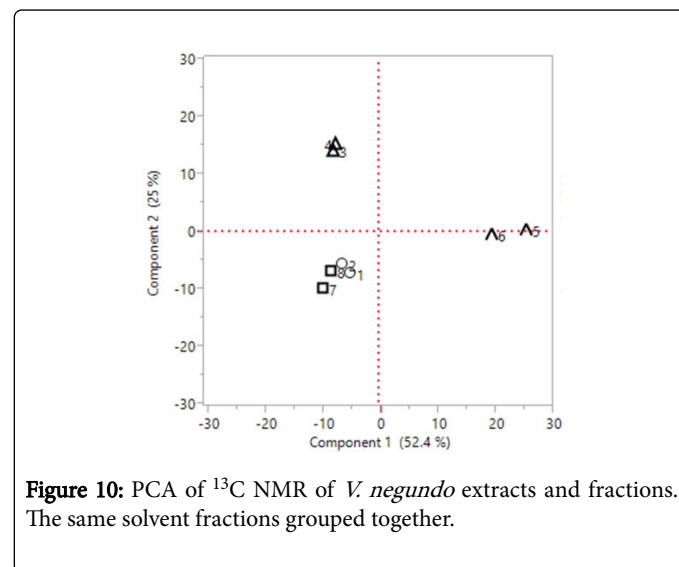 30
20
10
0
-10
-20
-30
Component 2 (25 %)
4 3
6 5
2
8 1
7
-30 -20 -10 0 10 20 30
Component 1 (52.4 %)
Figure 10: PCA of ¹³C NMR of V. negundo extracts and fractions.
The same solvent fractions grouped together.